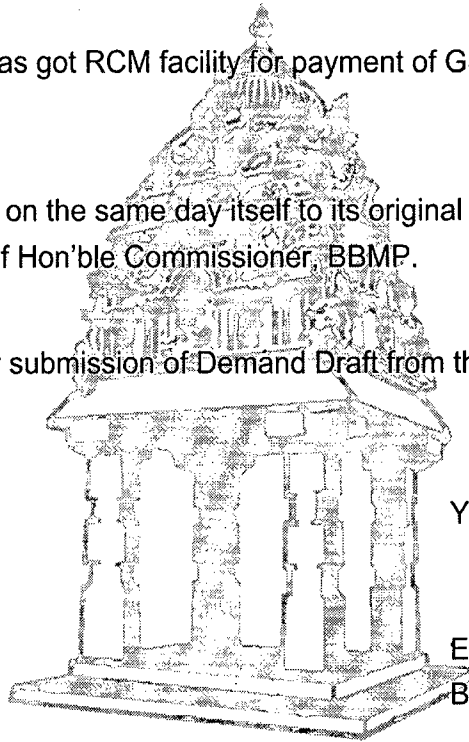 as got RCM facility for payment of G
on the same day itself to its original
f Hon'ble Commissioner, BBMP.
submission of Demand Draft from th
Y
E
B